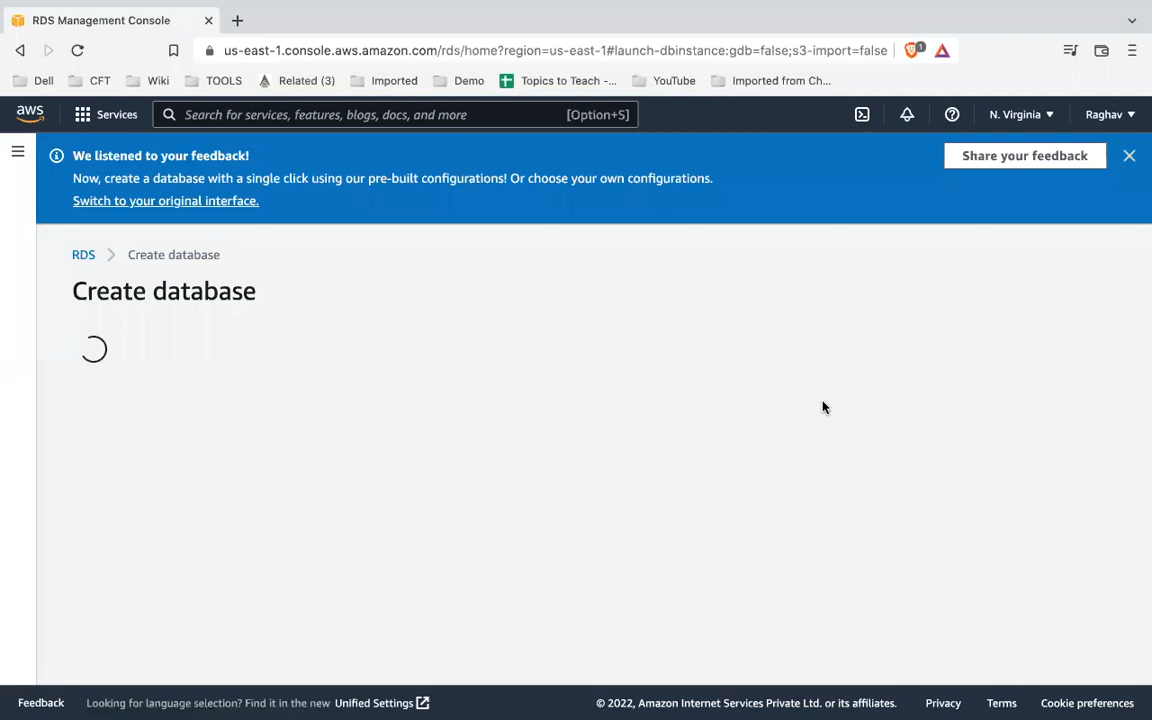 RDS Management Console
us-east-1.console.aws.amazon.com/rds/home?region=us-east-1#launch-dbinstance:gdb=false;s3-import=false
1
Dell CFT Wiki TOOLS Related (3) Imported Demo Topics to Teach -... YouTube Imported from Ch...
aws Services Search for services, features, blogs, docs, and more [Option+S] N. Virginia Raghav
We listened to your feedback! Share your feedback
Now, create a database with a single click using our pre-built configurations! Or choose your own configurations.
Switch to your original interface.
RDS Create database
Create database
Feedback Looking for language selection? Find it in the new Unified Settings © 2022, Amazon Internet Services Private Ltd. or its affiliates. Privacy Terms Cookie preferences